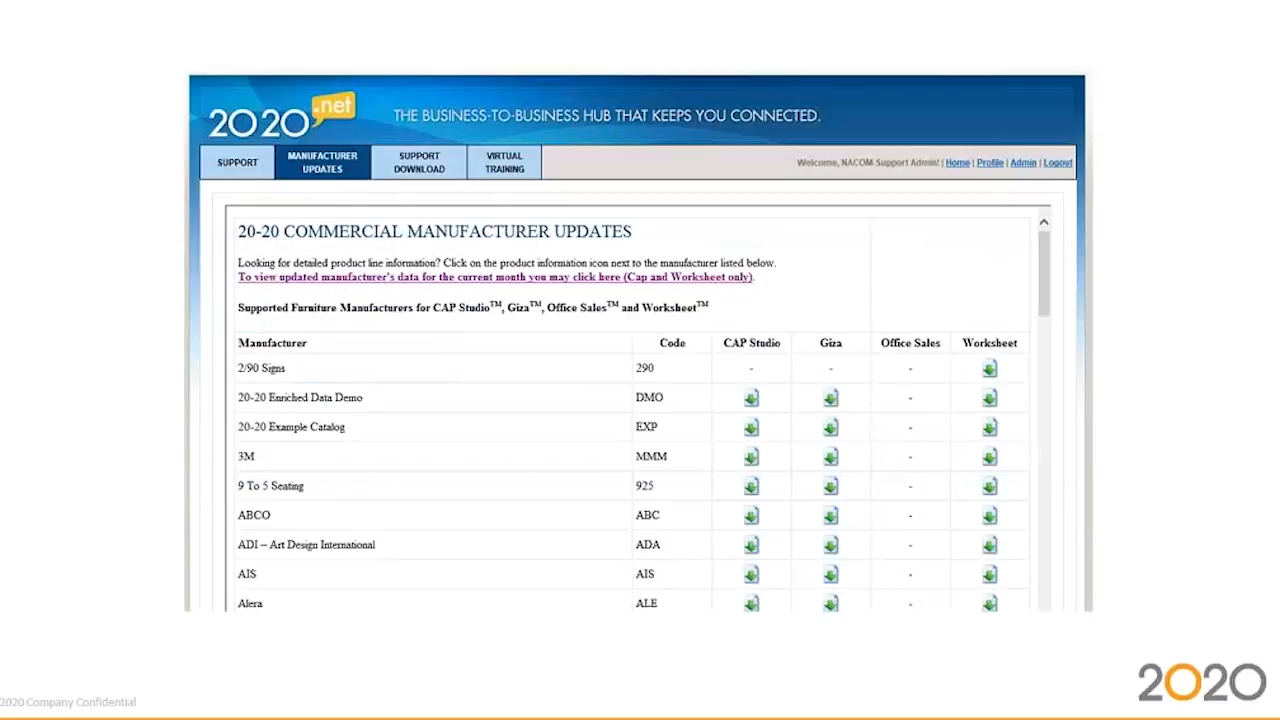 2020 .net
THE BUSINESS-TO-BUSINESS HUB THAT KEEPS YOU CONNECTED.
SUPPORT
MANUFACTURER
UPDATES
SUPPORT
DOWNLOAD
VIRTUAL
TRAINING
Welcome, NACOM Support Admin! | Home | Profile | Admin | Logout
20-20 COMMERCIAL MANUFACTURER UPDATES
Looking for detailed product line information? Click on the product information icon next to the manufacturer listed below.
To view updated manufacturer's data for the current month you may click here (Cap and Worksheet only).
Supported Furniture Manufacturers for CAP Studio™, Giza™, Office Sales™ and Worksheet™
Manufacturer Code CAP Studio Giza Office Sales Worksheet
2/90 Signs 290 - - -
20-20 Enriched Data Demo DMO -
20-20 Example Catalog EXP -
3M MMM -
9 To 5 Seating 925 -
ABCO ABC -
ADI – Art Design International ADA -
AIS AIS -
Alera ALE -
2020 Company Confidential
2020